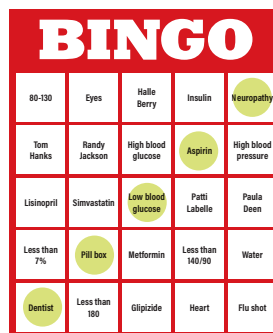 BINGO
80-130
Eyes
Halle
Berry
Insulin
Neuropathy
Tom
Hanks
Randy
Jackson
High blood
glucose
Aspirin
High blood
pressure
Lisinopril
Simvastatin
Low blood
glucose
Patti
Labelle
Paula
Deen
Less than
7%
Pill box
Metformin
Less than
140/90
Water
Dentist
Less than
180
Glipizide
Heart
Flu shot